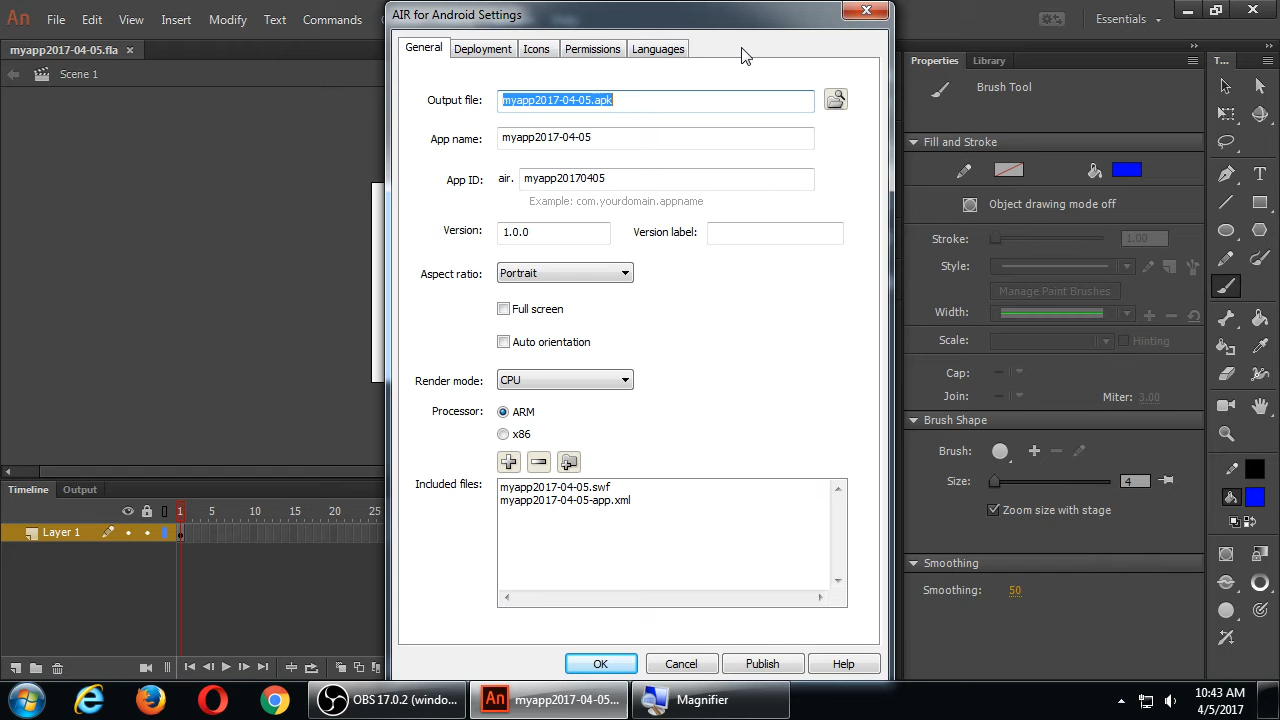 An File Edit View Insert Modify Text Commands
AIR for Android Settings
Essentials
myapp2017-04-05.fla
Scene 1
General Deployment Icons Permissions Languages
Output file: myapp2017-04-05.apk
App name: myapp2017-04-05
App ID: air. myapp20170405
Example: com.yourdomain.appname
Version: 1.0.0 Version label:
Aspect ratio: Portrait
Full screen
Auto orientation
Render mode: CPU
Processor: ARM
x86
Included files: myapp2017-04-05.swf
myapp2017-04-05-app.xml
OK Cancel Publish Help
Properties Library T...
Brush Tool
Fill and Stroke
Object drawing mode off
Stroke: 1.00
Style:
Manage Paint Brushes
Width:
Scale: Hinting
Cap:
Join: Miter: 3.00
Brush Shape
Brush:
Size: 4
Zoom size with stage
Smoothing
Smoothing: 50
Timeline Output
1 5 10 15 20 25
Layer 1
OBS 17.0.2 (windo...
An myapp2017-04-05...
Magnifier
10:43 AM
4/5/2017